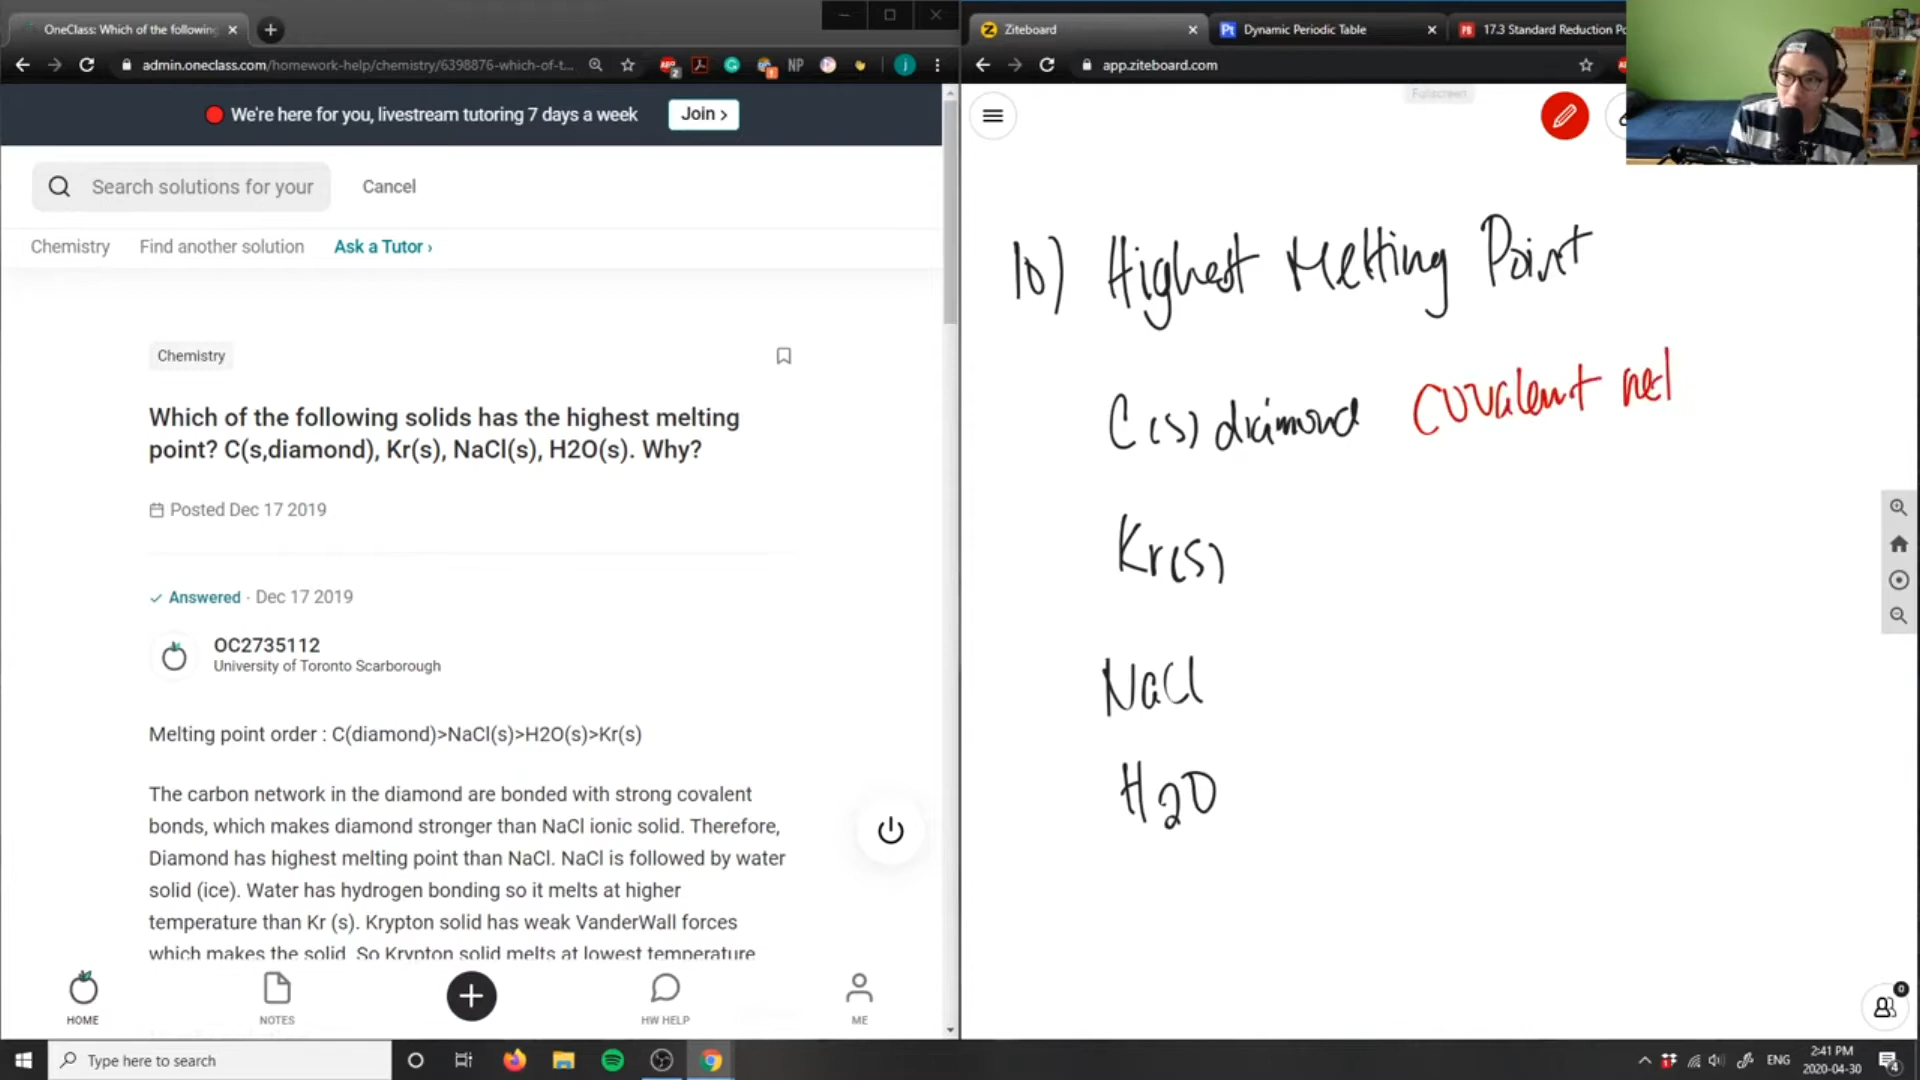 OneClass: Which of the following
admin.oneclass.com/homework-help/chemistry/6398876-which-of-t...
2
NP
j
We're here for you, livestream tutoring 7 days a week
Join ›
Search solutions for your
Cancel
Chemistry
Find another solution
Ask a Tutor ›
Chemistry
Which of the following solids has the highest melting
point? C(s,diamond), Kr(s), NaCl(s), H2O(s). Why?
Posted Dec 17 2019
Answered · Dec 17 2019
OC2735112
University of Toronto Scarborough
Melting point order : C(diamond)>NaCl(s)>H2O(s)>Kr(s)
The carbon network in the diamond are bonded with strong covalent
bonds, which makes diamond stronger than NaCl ionic solid. Therefore,
Diamond has highest melting point than NaCl. NaCl is followed by water
solid (ice). Water has hydrogen bonding so it melts at higher
temperature than Kr (s). Krypton solid has weak VanderWall forces
which makes the solid. So Krypton solid melts at lowest temperature
HOME
NOTES
HW HELP
ME
Ziteboard
Pt Dynamic Periodic Table
17.3 Standard Reduction Po
app.ziteboard.com
Fullscreen
10) Highest Melting Point
C(s) diamond covalent net
Kr(s)
NaCl
H2O
0
Type here to search
ENG
2:41 PM
2020-04-30
4